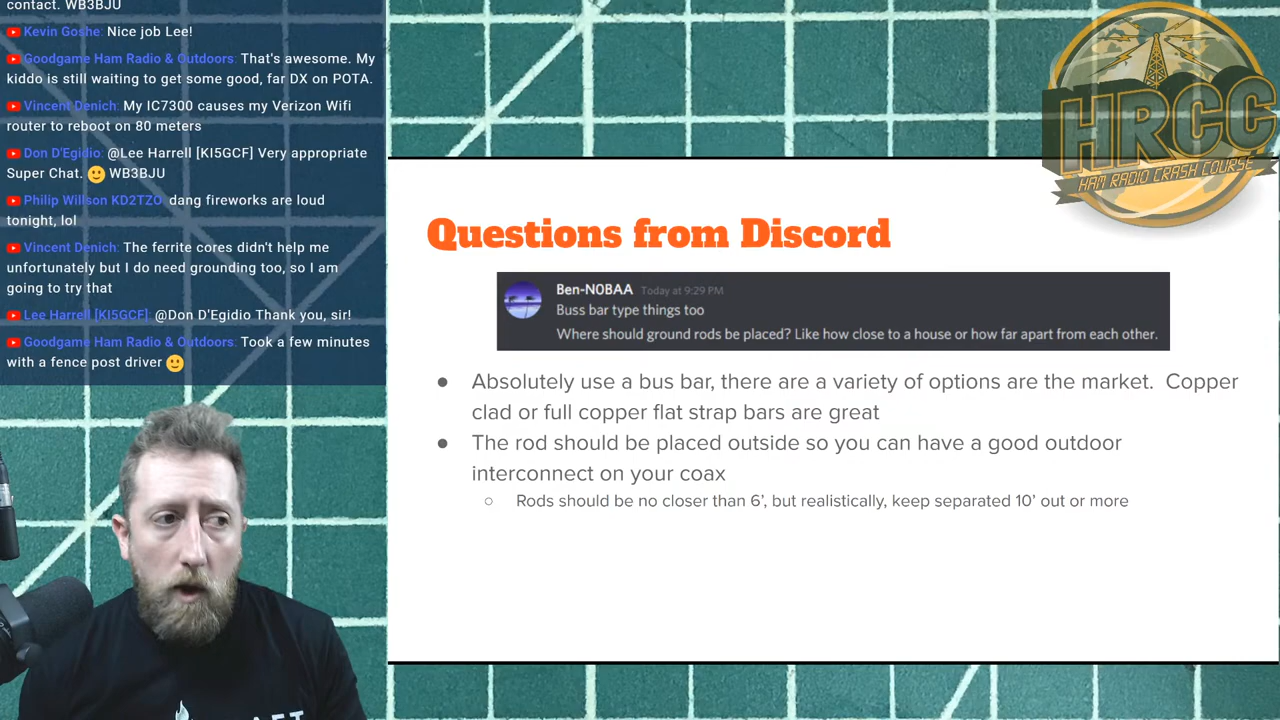 contact. WB3BJU
Kevin Goshe: Nice job Lee!
Goodgame Ham Radio & Outdoors: That's awesome. My
kiddo is still waiting to get some good, far DX on POTA.
Vincent Denich: My IC7300 causes my Verizon Wifi
router to reboot on 80 meters
Don D'Egidio: @Lee Harrell [KI5GCF] Very appropriate
Super Chat. 🙂 WB3BJU
Philip Willson KD2TZO: dang fireworks are loud
tonight, lol
Vincent Denich: The ferrite cores didn't help me
unfortunately but I do need grounding too, so I am
going to try that
Lee Harrell [KI5GCF]: @Don D'Egidio Thank you, sir!
Goodgame Ham Radio & Outdoors: Took a few minutes
with a fence post driver 🙂
HRCC
HAM RADIO CRASH COURSE
Questions from Discord
Ben-N0BAA Today at 9:29 PM
Buss bar type things too
Where should ground rods be placed? Like how close to a house or how far apart from each other.
● Absolutely use a bus bar, there are a variety of options are the market. Copper
clad or full copper flat strap bars are great
● The rod should be placed outside so you can have a good outdoor
interconnect on your coax
○ Rods should be no closer than 6', but realistically, keep separated 10' out or more